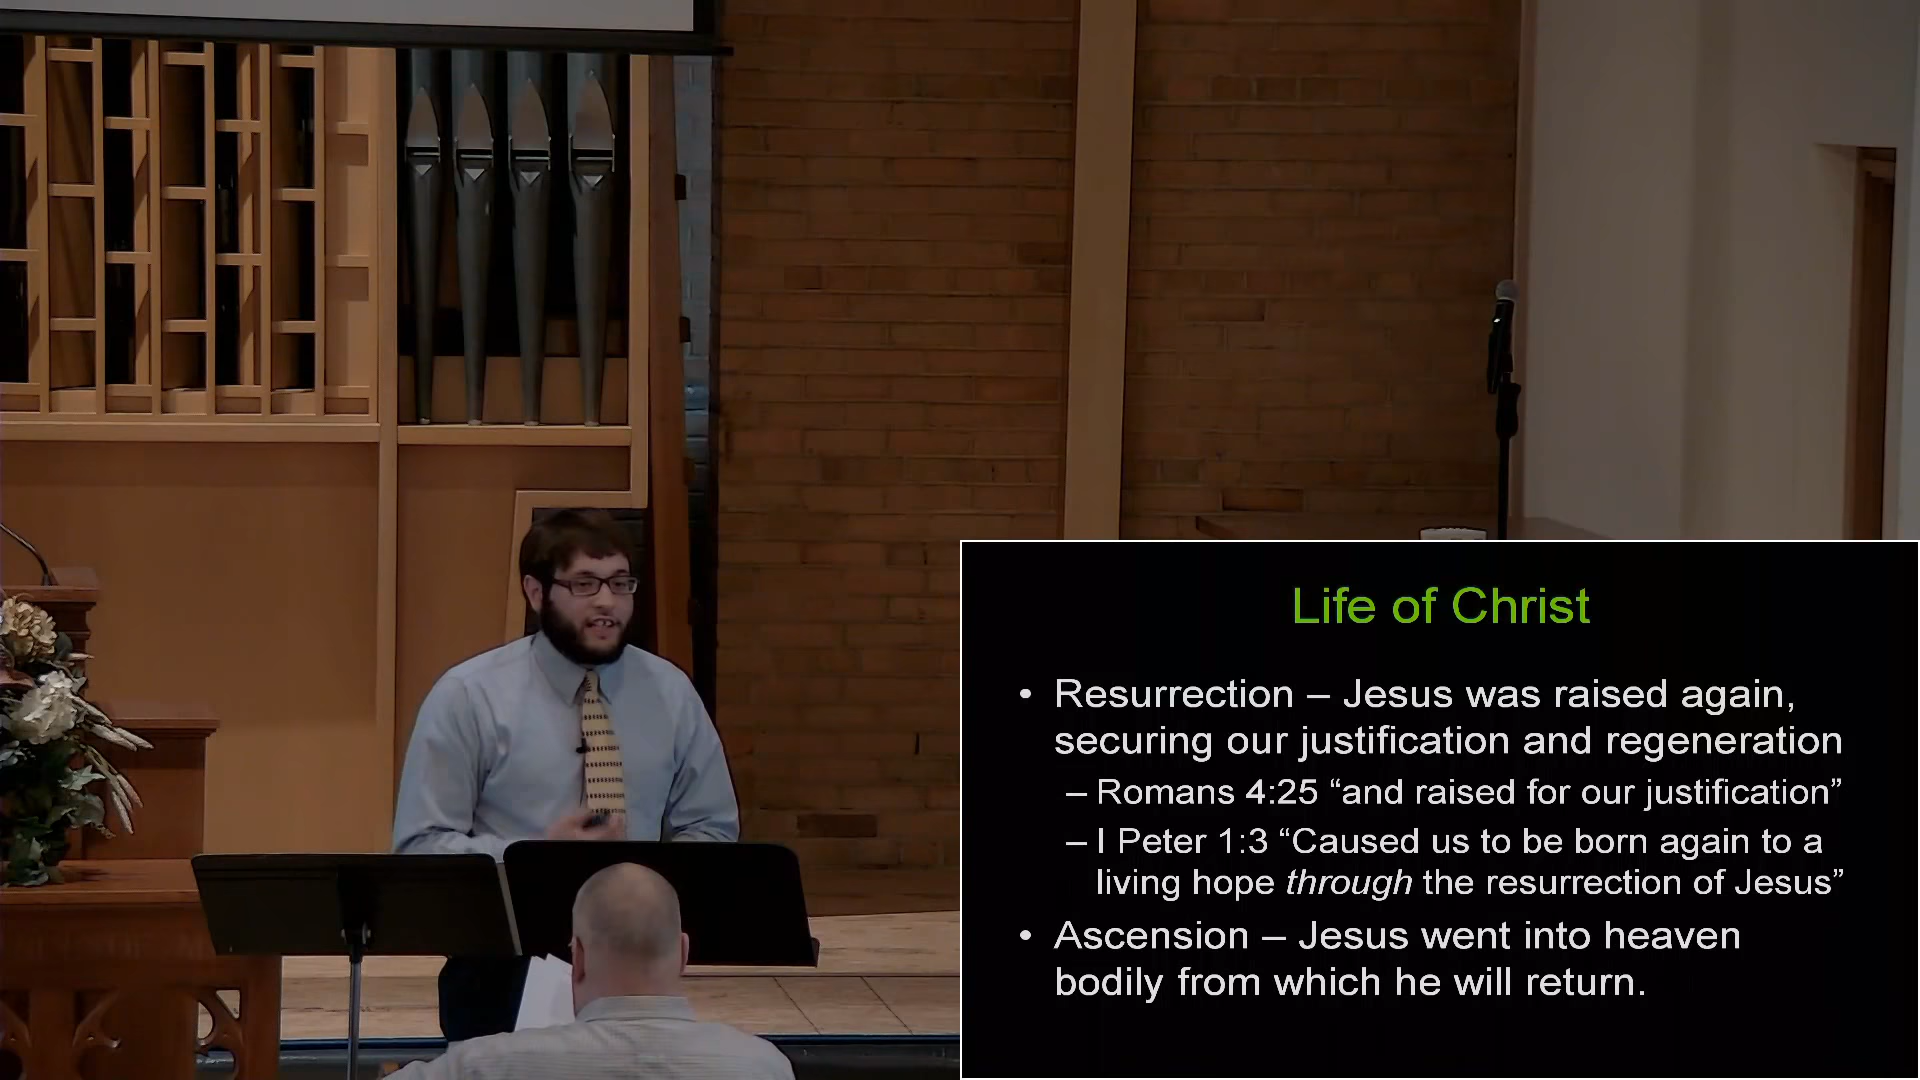 Life of Christ
• Resurrection – Jesus was raised again,
securing our justification and regeneration
– Romans 4:25 “and raised for our justification”
– I Peter 1:3 “Caused us to be born again to a
living hope through the resurrection of Jesus”
• Ascension – Jesus went into heaven
bodily from which he will return.